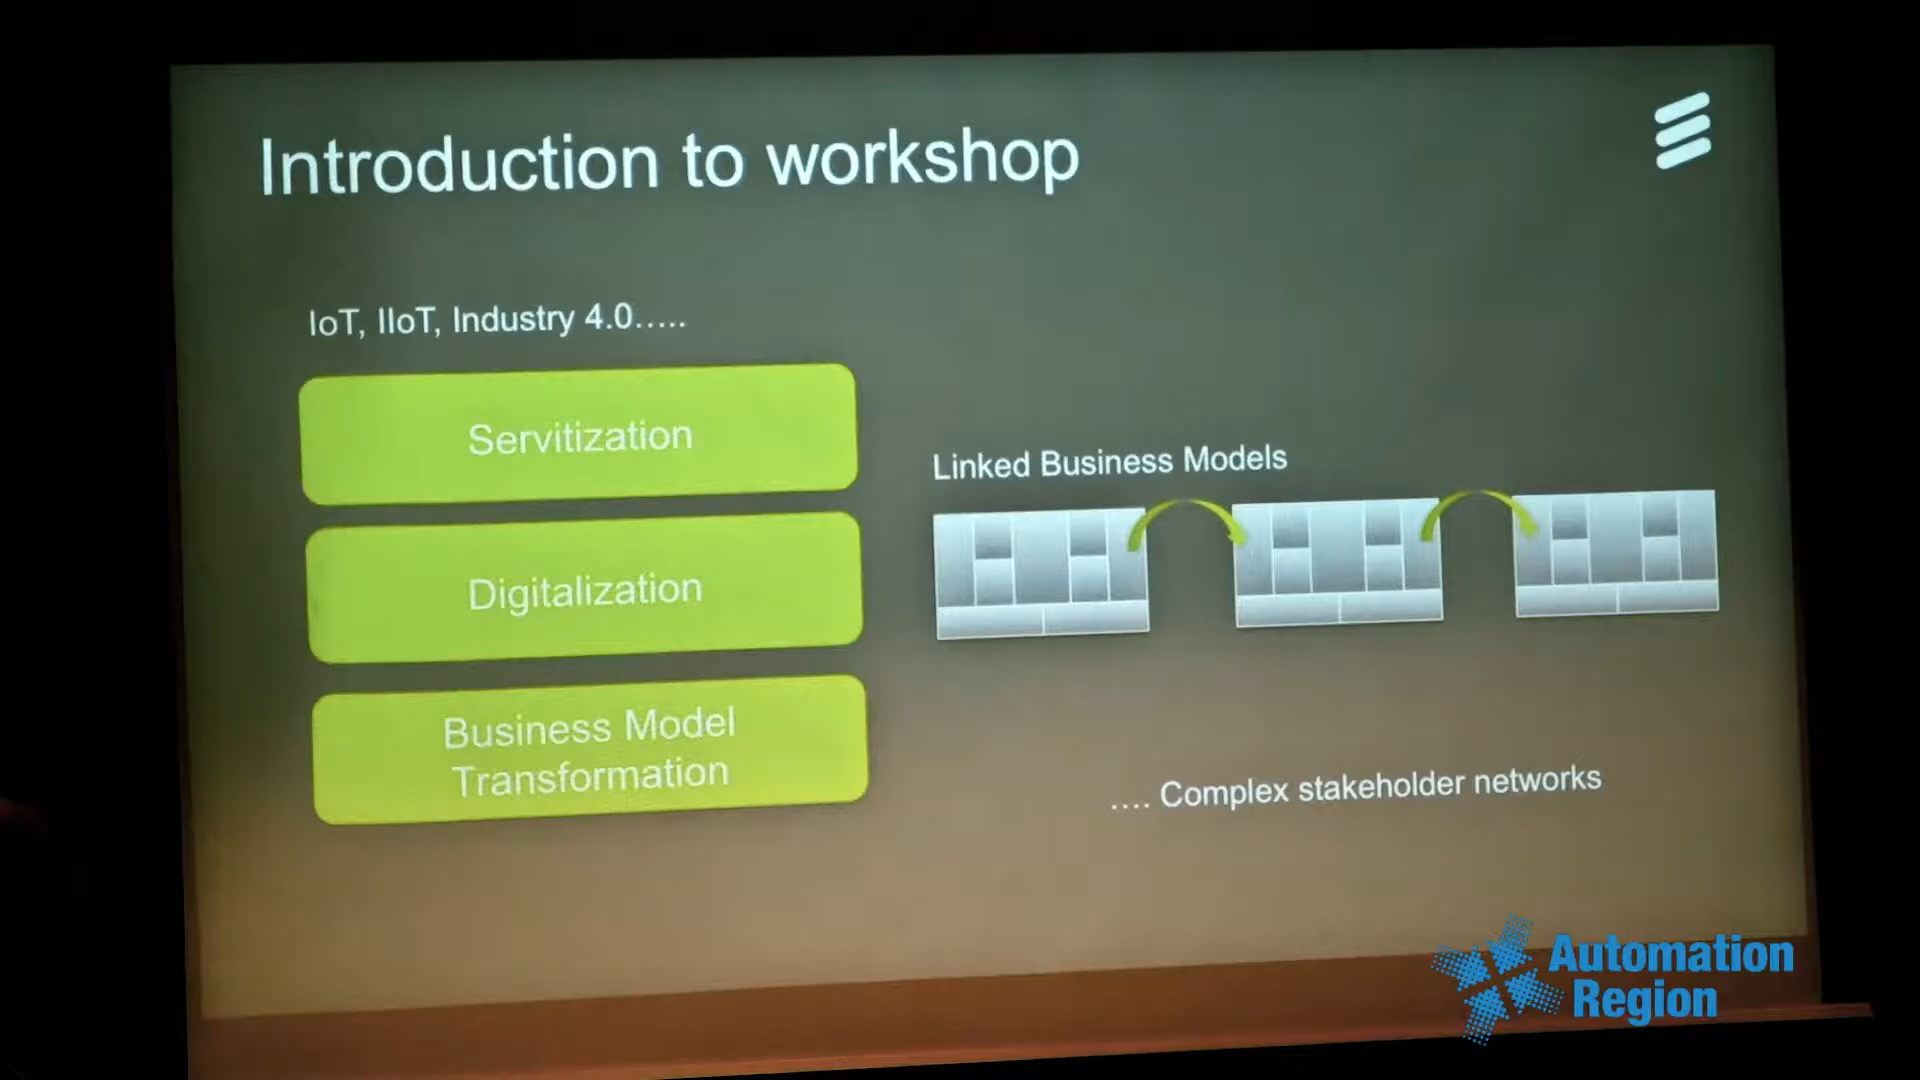 Introduction to workshop
IoT, IIoT, Industry 4.0.....
Servitization
Digitalization
Business Model
Transformation
Linked Business Models
.... Complex stakeholder networks
Automation
Region